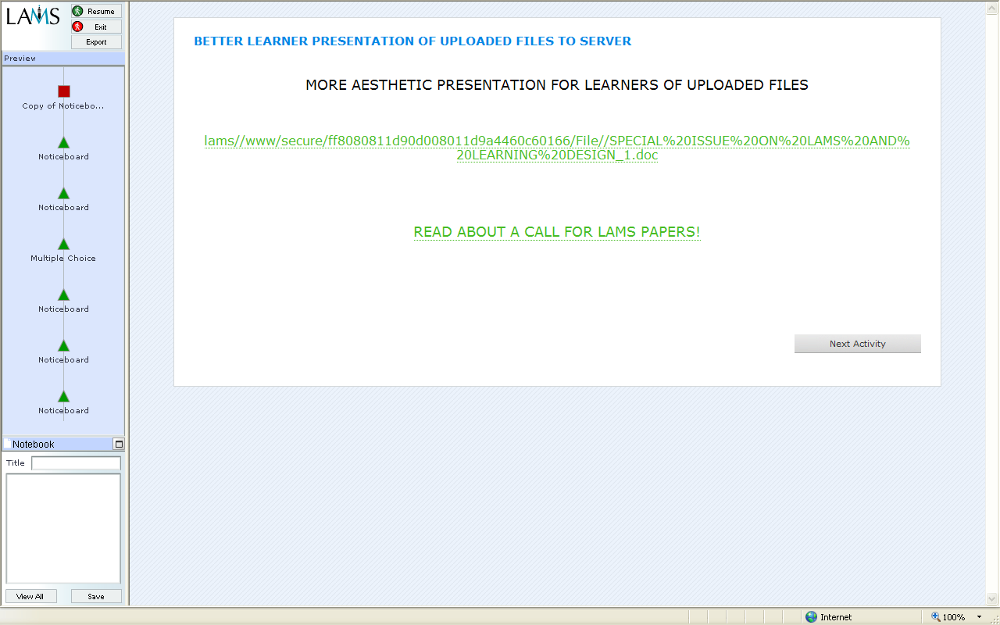 LAMS
Resume
Exit
Export
Preview
Copy of Noticebo...
Noticeboard
Noticeboard
Multiple Choice
Noticeboard
Noticeboard
Noticeboard
Notebook
Title
View All
Save
BETTER LEARNER PRESENTATION OF UPLOADED FILES TO SERVER
MORE AESTHETIC PRESENTATION FOR LEARNERS OF UPLOADED FILES
lams//www/secure/ff8080811d90d008011d9a4460c60166/File//SPECIAL%20ISSUE%20ON%20LAMS%20AND%
20LEARNING%20DESIGN_1.doc
READ ABOUT A CALL FOR LAMS PAPERS!
Next Activity
Internet
100%